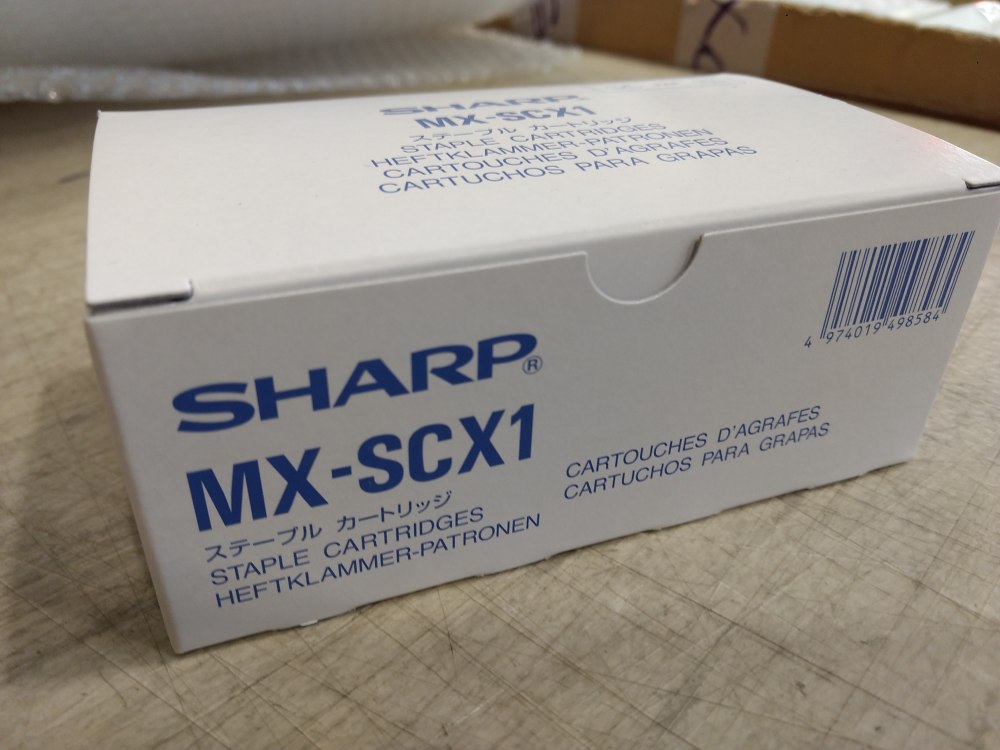 SHARP
MX-SCX1
ステープル カートリッジ
STAPLE CARTRIDGES
HEFTKLAMMER-PATRONEN
CARTOUCHES D'AGRAFES
CARTUCHOS PARA GRAPAS
SHARP®
MX-SCX1
ステープル カートリッジ
STAPLE CARTRIDGES
HEFTKLAMMER-PATRONEN
CARTOUCHES D'AGRAFES
CARTUCHOS PARA GRAPAS
4 974019 498584